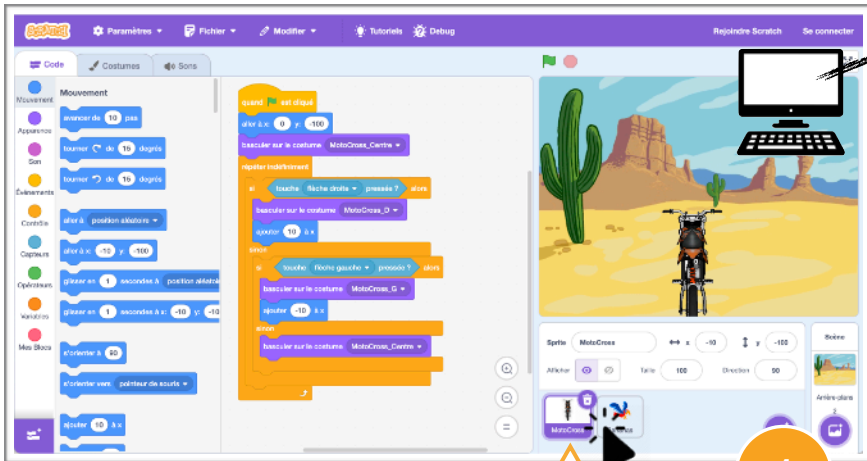 SCRATCH
Paramètres
Fichier
Modifier
Tutoriels
Debug
Rejoindre Scratch
Se connecter
Code
Costumes
Sons
Mouvement
Apparence
Son
Événements
Contrôle
Capteurs
Opérateurs
Variables
Mes Blocs
Mouvement
avancer de 10 pas
tourner de 15 degrés
tourner de 15 degrés
aller à position aléatoire
aller à x: -10 y: -100
glisser en 1 secondes à position
glisser en 1 secondes à x: -10 y: -10
s'orienter à 90
s'orienter vers pointeur de souris
ajouter 10 à x
quand est cliqué
aller à x: 0 y: -100
basculer sur le costume MotoCross_Centre
répéter indéfiniment
si touche flèche droite pressée ? alors
basculer sur le costume MotoCross_D
ajouter 10 à x
sinon
si touche flèche gauche pressée ? alors
basculer sur le costume MotoCross_G
ajouter -10 à x
sinon
basculer sur le costume MotoCross_Centre
Sprite MotoCross x -10 y -100
Afficher Taille 100 Direction 90
MotoCross
Scène
Arrière-plans
2